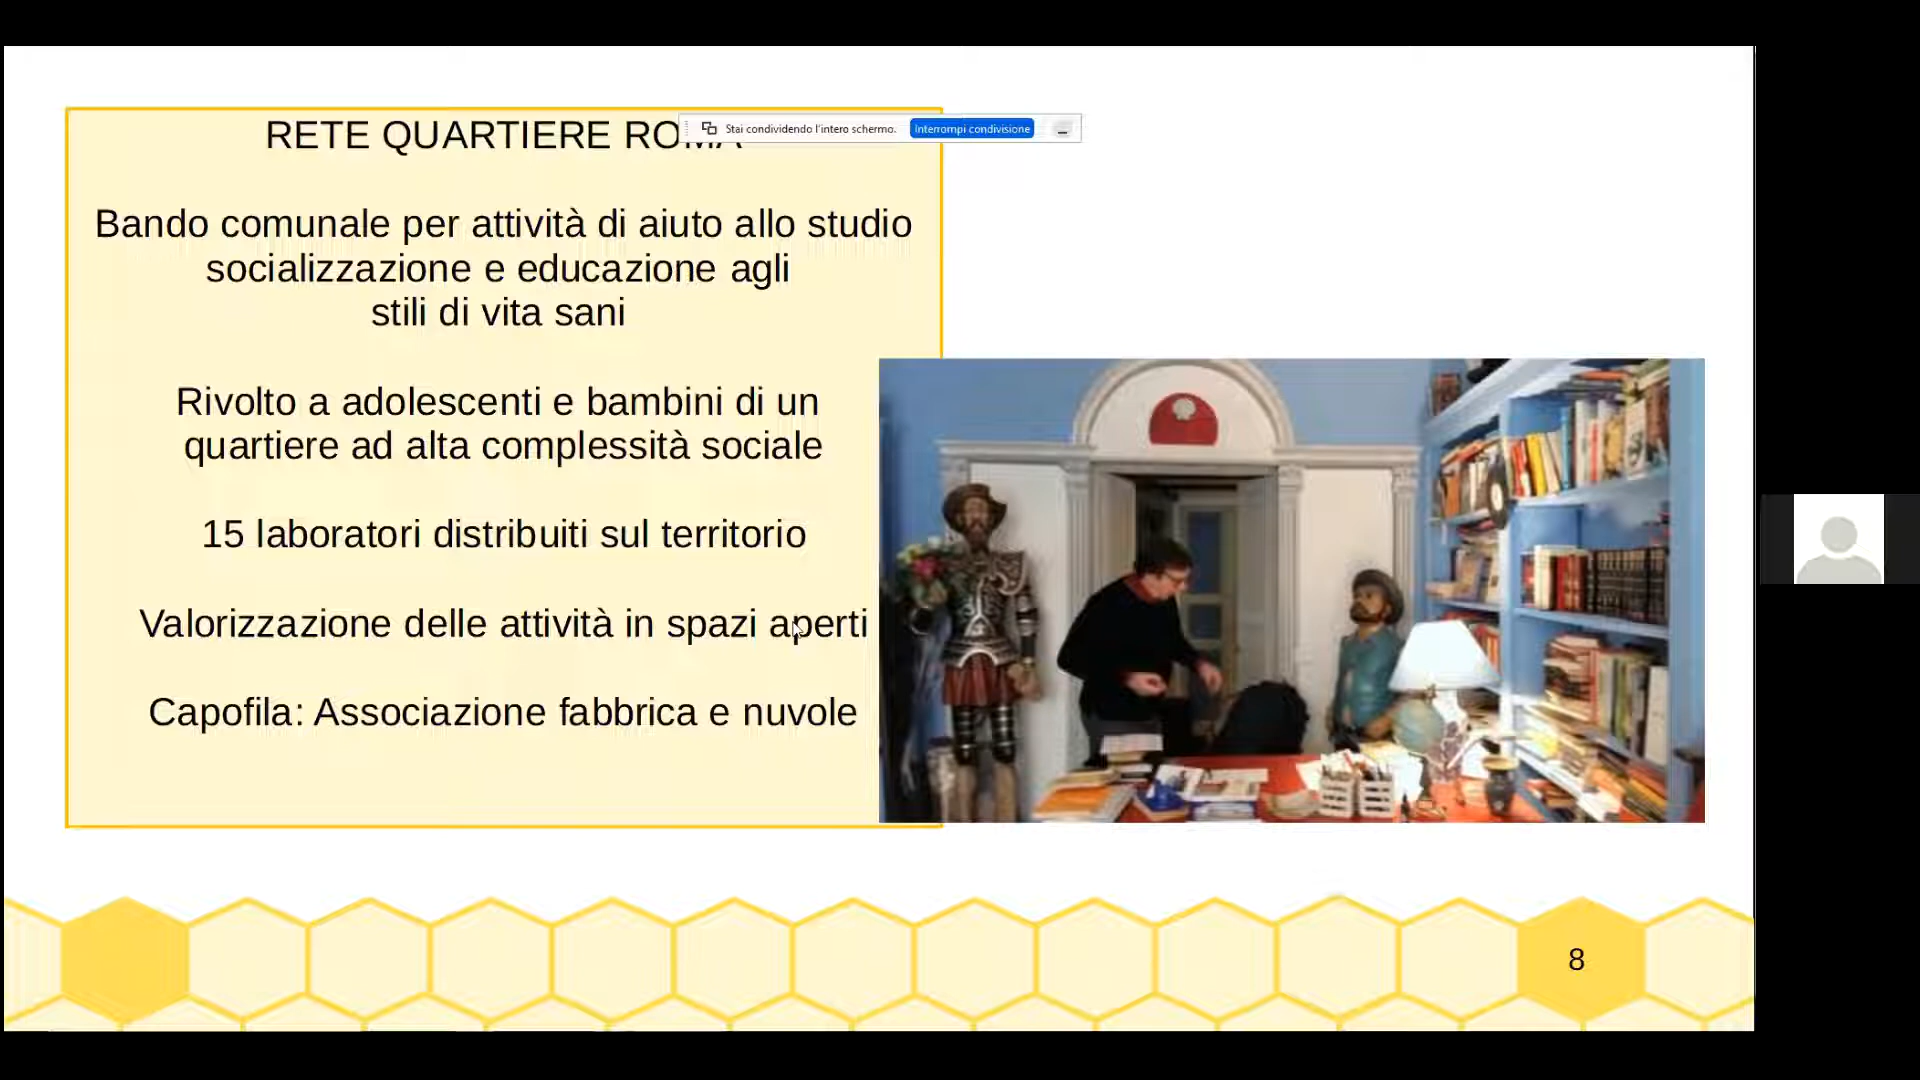 RETE QUARTIERE ROMA
Stai condividendo l'intero schermo.
Interrompi condivisione
Bando comunale per attività di aiuto allo studio
socializzazione e educazione agli
stili di vita sani
Rivolto a adolescenti e bambini di un
quartiere ad alta complessità sociale
15 laboratori distribuiti sul territorio
Valorizzazione delle attività in spazi aperti
Capofila: Associazione fabbrica e nuvole
8